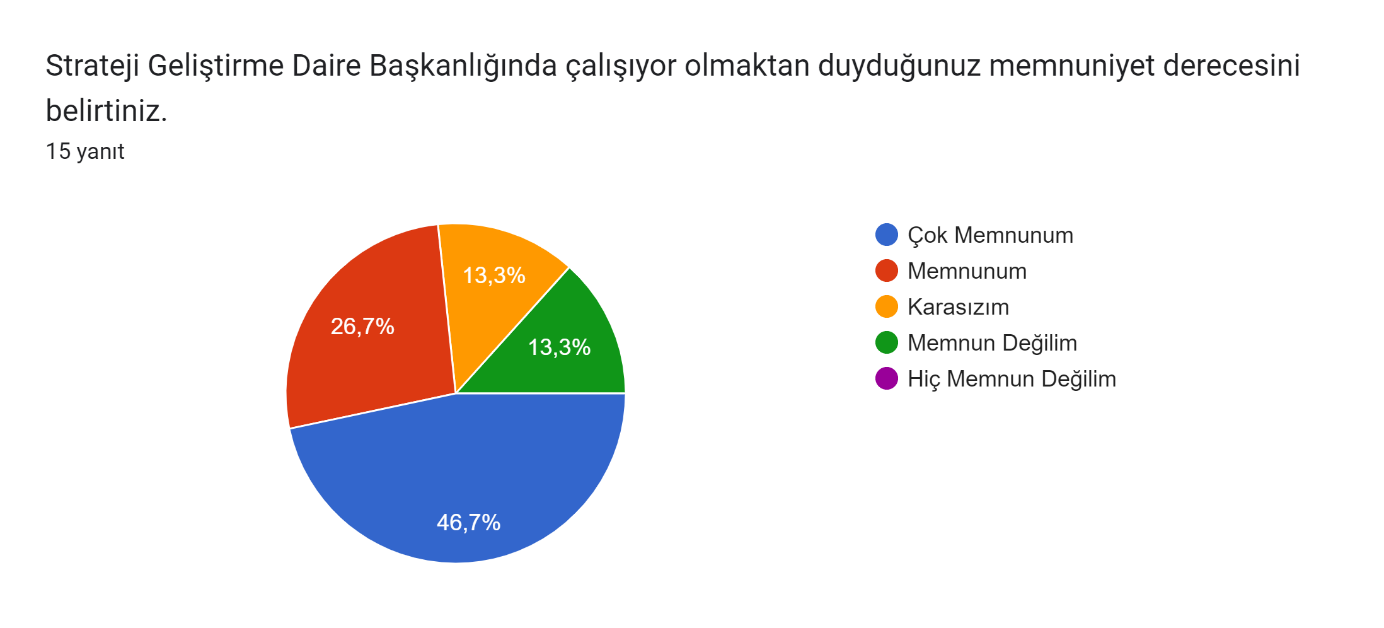 Strateji Geliştirme Daire Başkanlığında çalışıyor olmaktan duyduğunuz memnuniyet derecesini
belirtiniz.
15 yanıt
Çok Memnunum
Memnunum
Karasızım
Memnun Değilim
Hiç Memnun Değilim
13,3%
26,7%
13,3%
46,7%